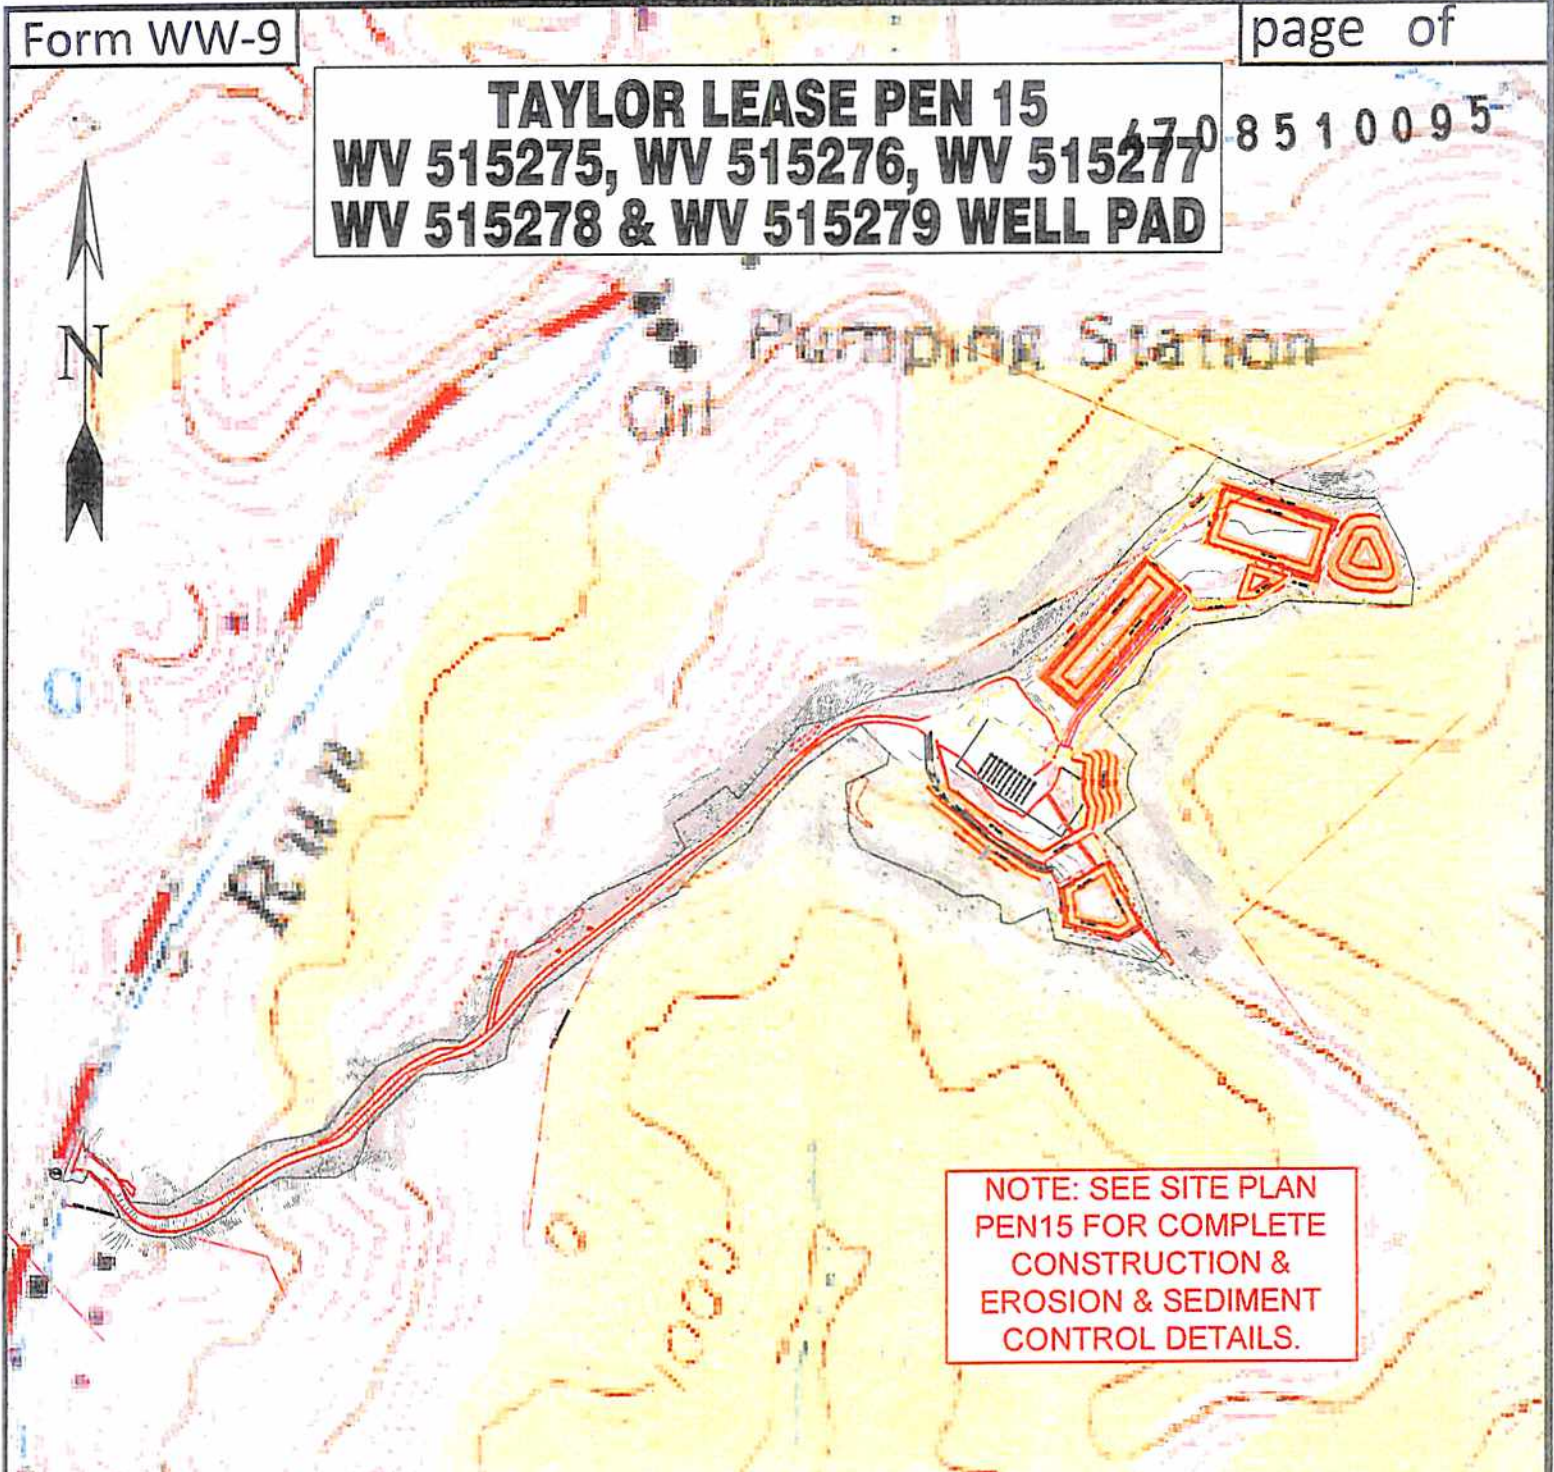 Form WW-9
page of
TAYLOR LEASE PEN 15
WV 515275, WV 515276, WV 515277
WV 515278 & WV 515279 WELL PAD
4708510095
N
Pumping Station
Oil
Run
1000
NOTE: SEE SITE PLAN
PEN15 FOR COMPLETE
CONSTRUCTION &
EROSION & SEDIMENT
CONTROL DETAILS.